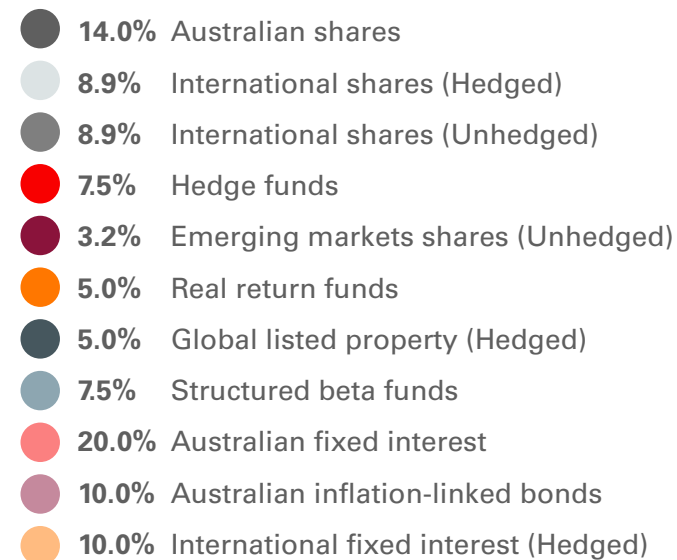 14.0% Australian shares
8.9% International shares (Hedged)
8.9% International shares (Unhedged)
7.5% Hedge funds
3.2% Emerging markets shares (Unhedged)
5.0% Real return funds
5.0% Global listed property (Hedged)
7.5% Structured beta funds
20.0% Australian fixed interest
10.0% Australian inflation-linked bonds
10.0% International fixed interest (Hedged)